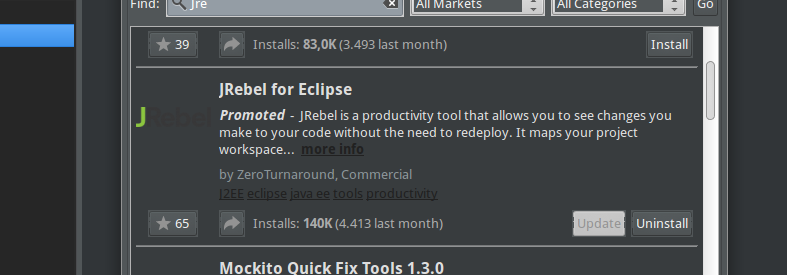 Find: Jre All Markets All Categories Go
39 Installs: 83,0K (3.493 last month) Install
JRebel for Eclipse
JRebel
Promoted - JRebel is a productivity tool that allows you to see changes you
make to your code without the need to redeploy. It maps your project
workspace... more info
by ZeroTurnaround, Commercial
J2EE eclipse java ee tools productivity
65 Installs: 140K (4.413 last month) Update Uninstall
Mockito Quick Fix Tools 1.3.0